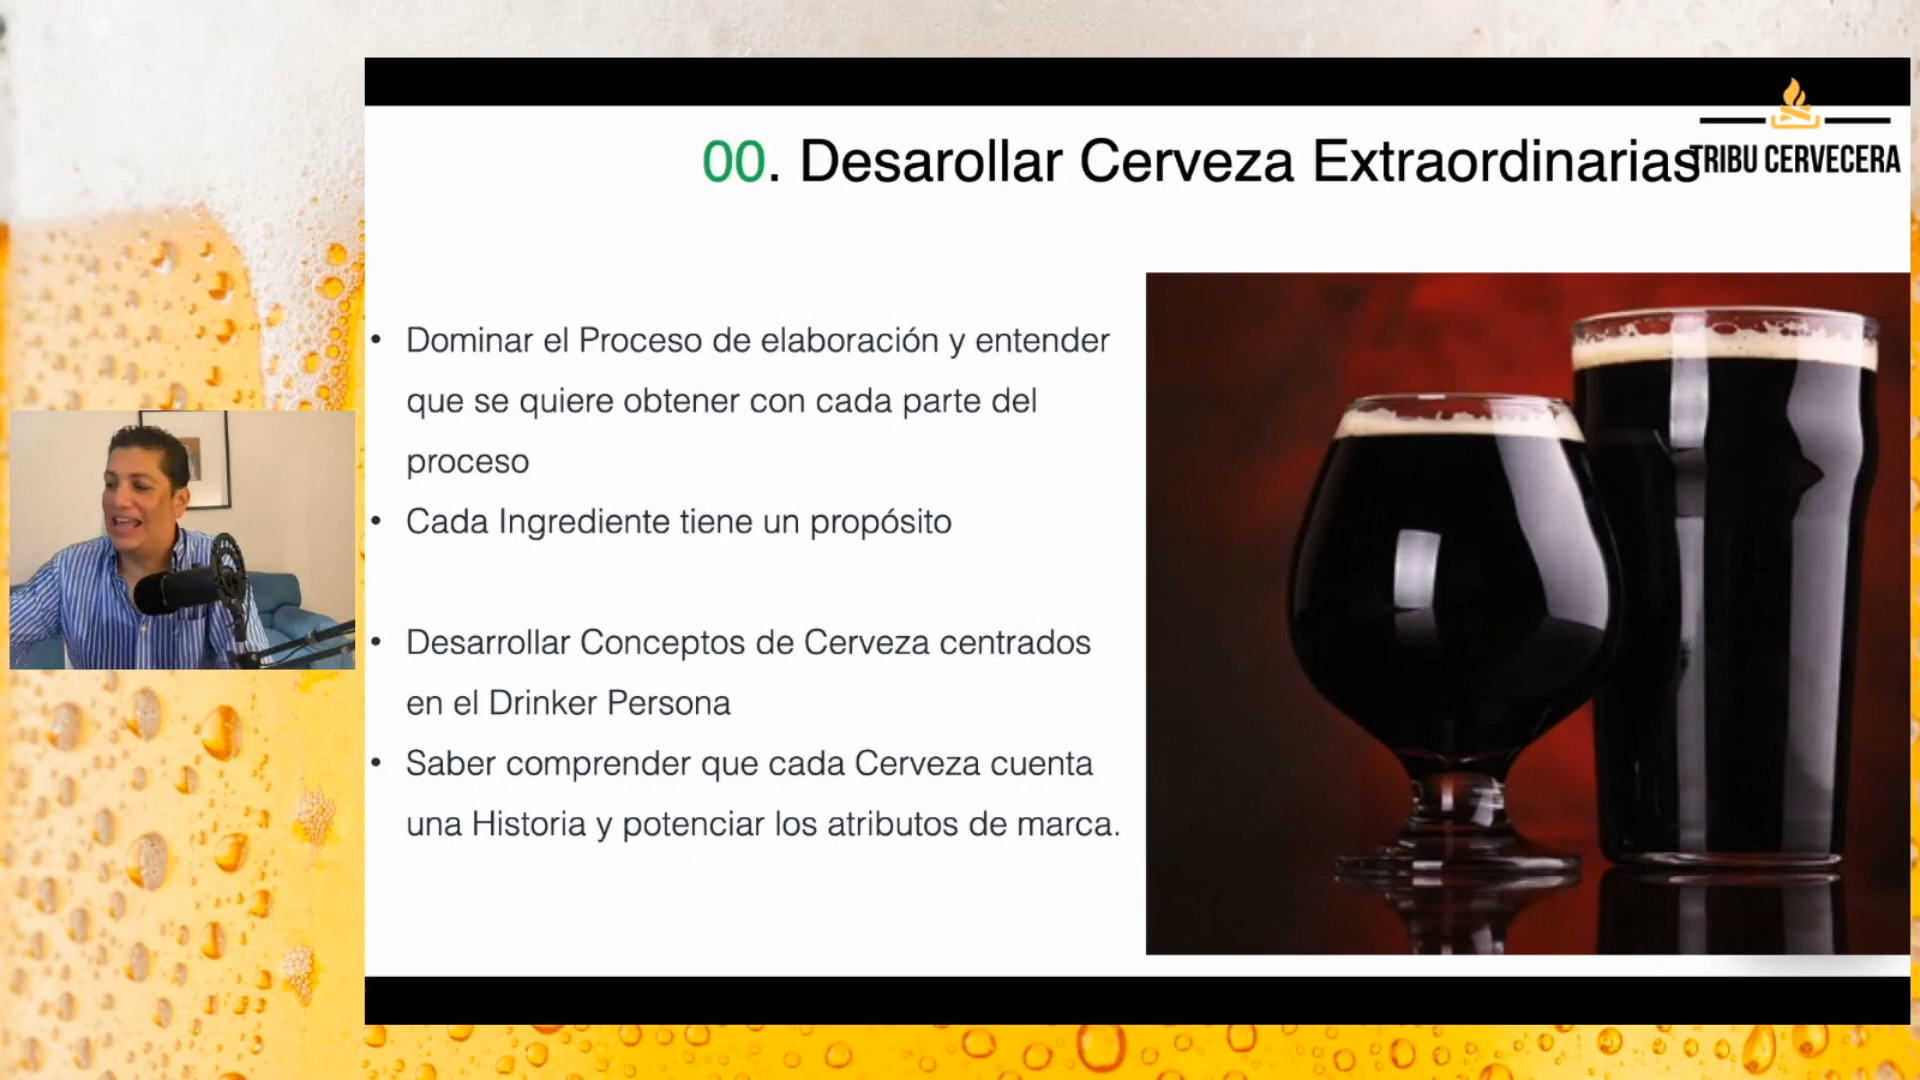 00. Desarollar Cerveza Extraordinarias
TRIBU CERVECERA
• Dominar el Proceso de elaboración y entender
que se quiere obtener con cada parte del
proceso
• Cada Ingrediente tiene un propósito
• Desarrollar Conceptos de Cerveza centrados
en el Drinker Persona
• Saber comprender que cada Cerveza cuenta
una Historia y potenciar los atributos de marca.